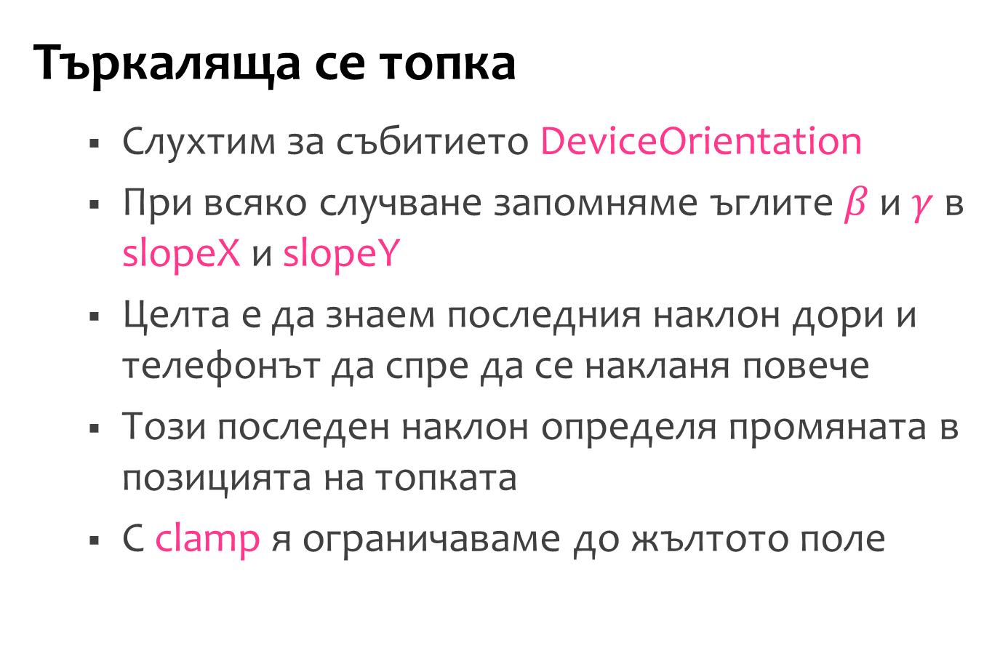 Търкаляща се топка
▪ Слухтим за събитието DeviceOrientation
▪ При всяко случване запомняме ъглите β и γ в
slopeX и slopeY
▪ Целта е да знаем последния наклон дори и
телефонът да спре да се накланя повече
▪ Този последен наклон определя промяната в
позицията на топката
▪ С clamp я ограничаваме до жълтото поле